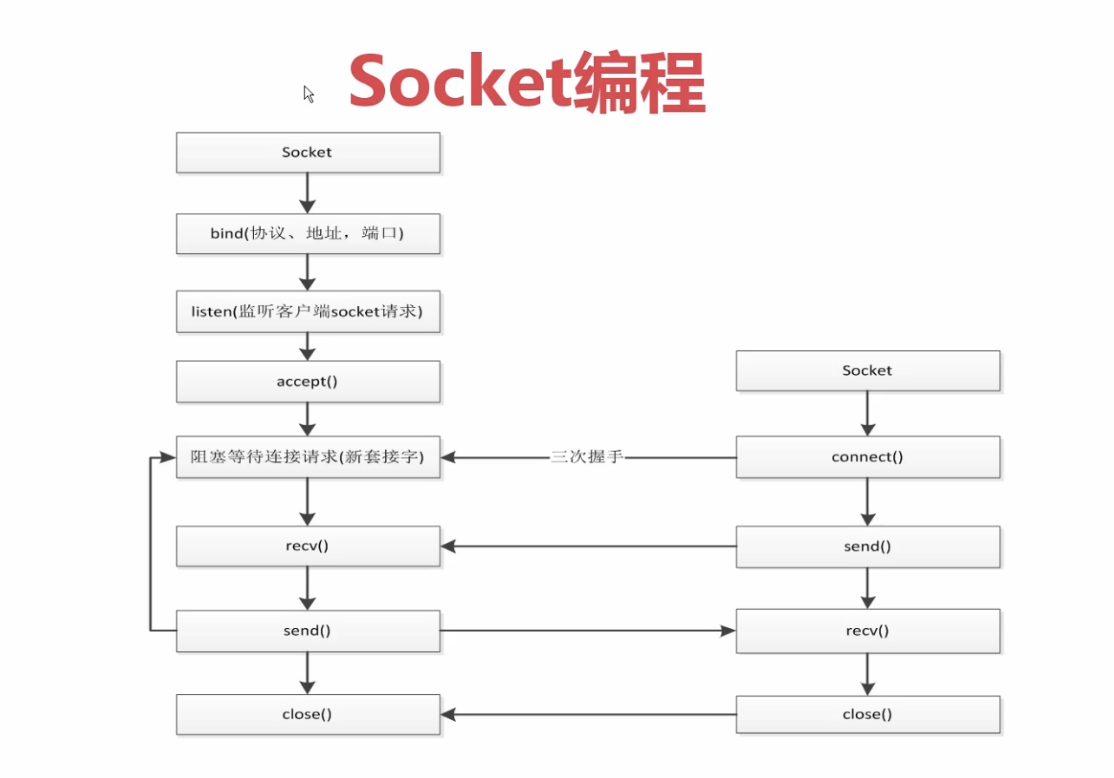 Socket编程
Socket
bind(协议、地址，端口)
listen(监听客户端socket请求)
accept()
阻塞等待连接请求(新套接字)
recv()
send()
close()
三次握手
Socket
connect()
send()
recv()
close()